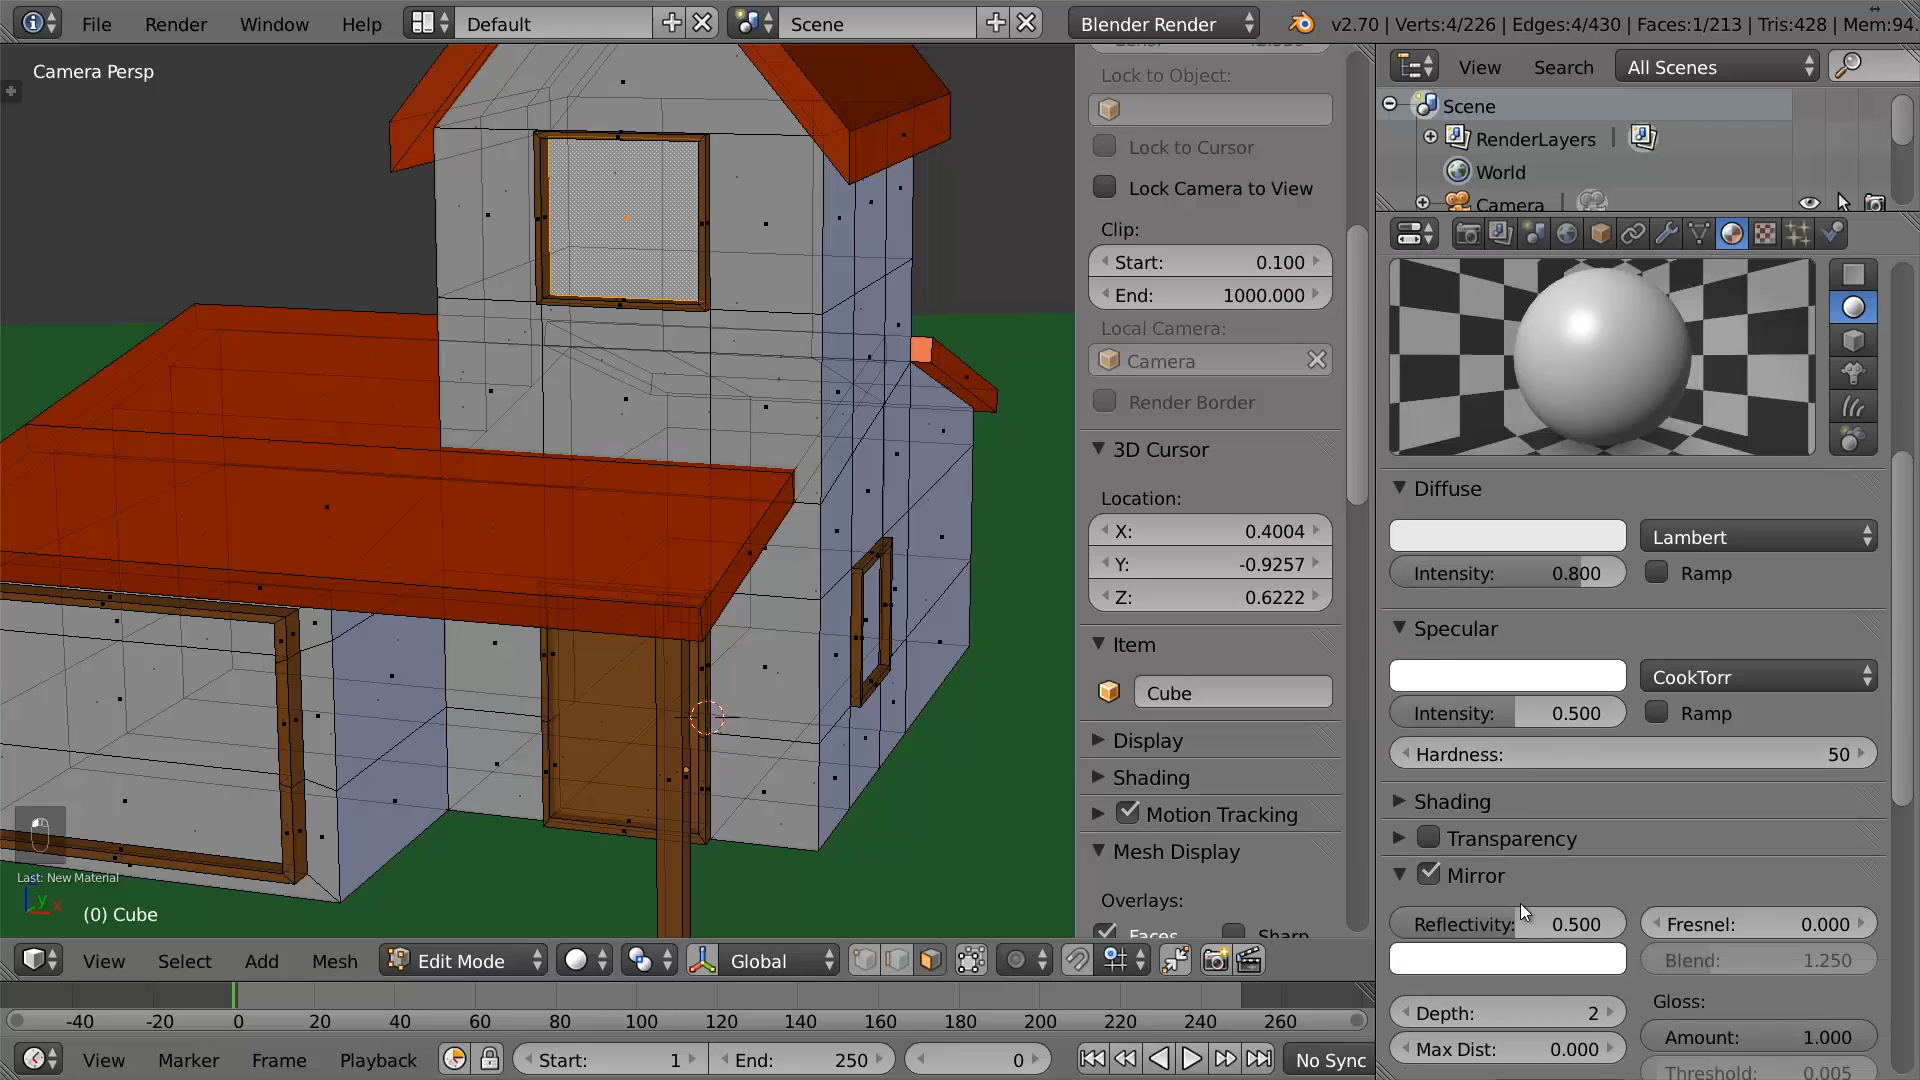 File Render Window Help Default Scene Blender Render v2.70 | Verts:4/226 | Edges:4/430 | Faces:1/213 | Tris:428 | Mem:94.
Camera Persp
Lock to Object:
Lock to Cursor
Lock Camera to View
Clip:
Start: 0.100
End: 1000.000
Local Camera:
Camera
Render Border
3D Cursor
Location:
X: 0.4004
Y: -0.9257
Z: 0.6222
Item
Cube
Display
Shading
Motion Tracking
Mesh Display
Overlays:
Faces Sharp
View Search All Scenes
Scene
RenderLayers |
World
Camera |
Diffuse
Lambert
Intensity: 0.800 Ramp
Specular
CookTorr
Intensity: 0.500 Ramp
Hardness: 50
Shading
Transparency
Mirror
Reflectivity: 0.500 Fresnel: 0.000
Blend: 1.250
Depth: 2 Gloss:
Amount: 1.000
Max Dist: 0.000
Threshold: 0.005
Last: New Material
y x
(0) Cube
View Select Add Mesh Edit Mode Global
-40 -20 0 20 40 60 80 100 120 140 160 180 200 220 240 260
View Marker Frame Playback Start: 1 End: 250 0 No Sync